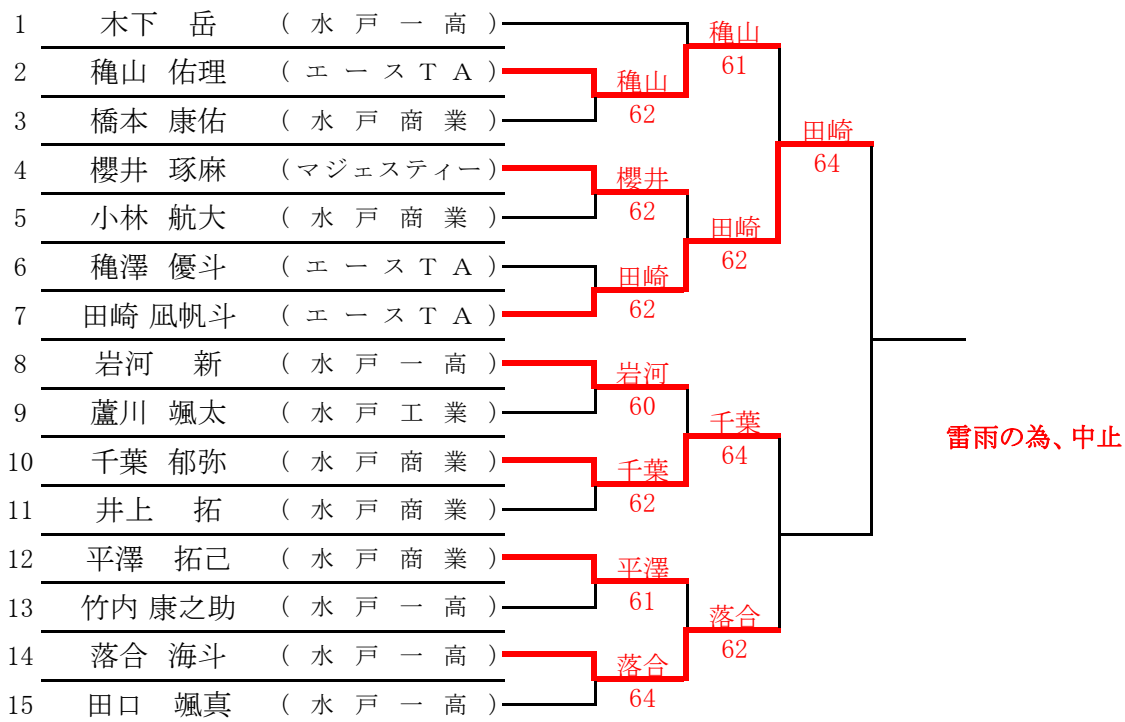 1 木下 岳 (水戸一高)
2 穐山 佑理 (エースTA)
3 橋本 康佑 (水戸商業)
4 櫻井 琢麻 (マジェスティー)
5 小林 航大 (水戸商業)
6 穐澤 優斗 (エースTA)
7 田崎 凪帆斗 (エースTA)
8 岩河 新 (水戸一高)
9 蘆川 颯太 (水戸工業)
10 千葉 郁弥 (水戸商業)
11 井上 拓 (水戸商業)
12 平澤 拓己 (水戸商業)
13 竹内 康之助 (水戸一高)
14 落合 海斗 (水戸一高)
15 田口 颯真 (水戸一高)
穐山
62
櫻井
62
田崎
62
岩河
60
千葉
62
平澤
61
落合
64
穐山
61
田崎
62
千葉
64
落合
62
田崎
64
雷雨の為、中止